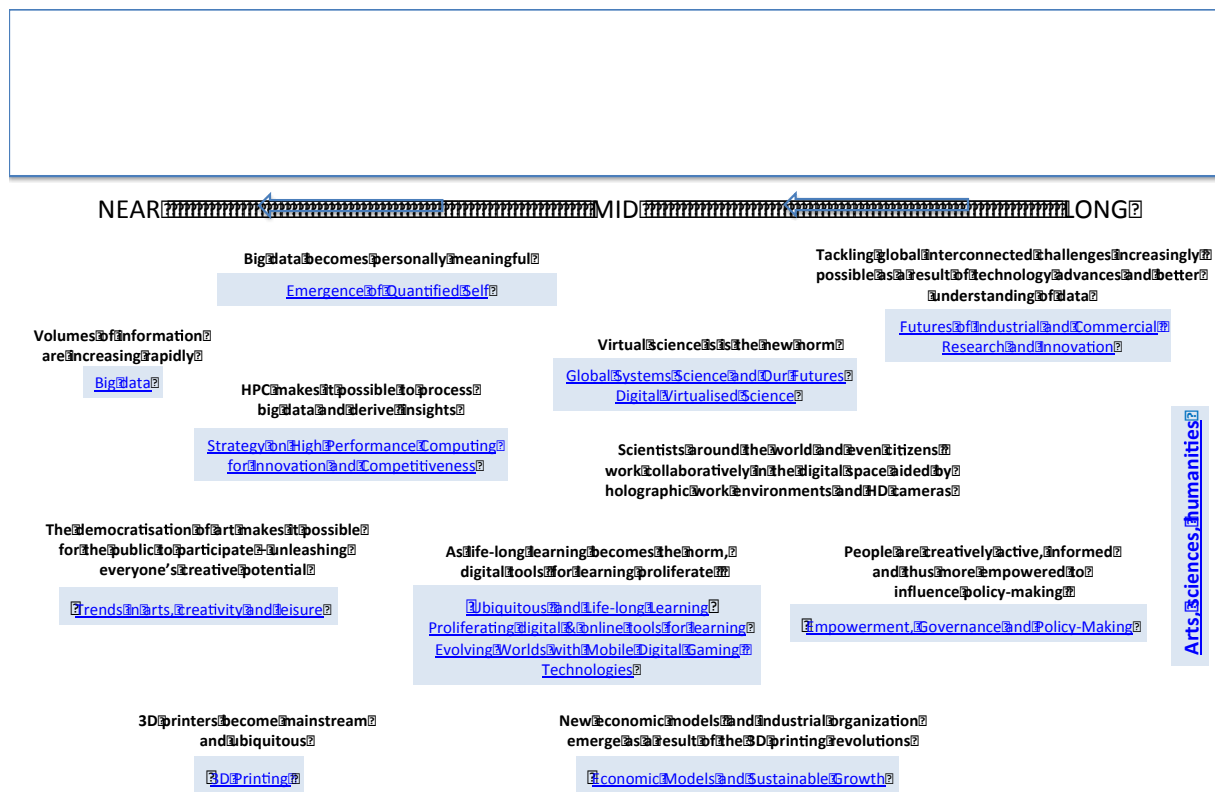 NEAR MID LONG
Big data becomes personally meaningful
Emergence of Quantified Self
Tackling global interconnected challenges increasingly
possible as a result of technology advances and better
understanding of data
Futures of Industrial and Commercial
Research and Innovation
Volumes of information
are increasing rapidly
Big data
HPC makes it possible to process
big data and derive insights
Strategy on High Performance Computing
for Innovation and Competitiveness
Virtual science is is the new norm
Global Systems Science and Our Futures
Digital Virtualised Science
Scientists around the world and even citizens
work collaboratively in the digital space aided by
holographic work environments and HD cameras
Arts, sciences, humanities
The democratisation of art makes it possible
for the public to participate – unleashing
everyone's creative potential
Trends in arts, creativity and leisure
As life-long learning becomes the norm,
digital tools for learning proliferate
Ubiquitous and Life-long Learning
Proliferating digital & online tools for learning
Evolving Worlds with Mobile Digital Gaming
Technologies
People are creatively active, informed
and thus more empowered to
influence policy-making
Empowerment, Governance and Policy-Making
3D printers become mainstream
and ubiquitous
3D Printing
New economic models and industrial organization
emerge as a result of the 3D printing revolutions
Economic Models and Sustainable Growth